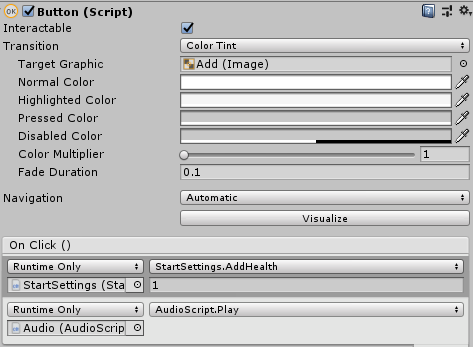 OK Button (Script)
Interactable
Transition Color Tint
Target Graphic Add (Image)
Normal Color
Highlighted Color
Pressed Color
Disabled Color
Color Multiplier 1
Fade Duration 0.1
Navigation Automatic
Visualize
On Click ()
Runtime Only StartSettings.AddHealth
StartSettings (Sta 1
Runtime Only AudioScript.Play
Audio (AudioScrip